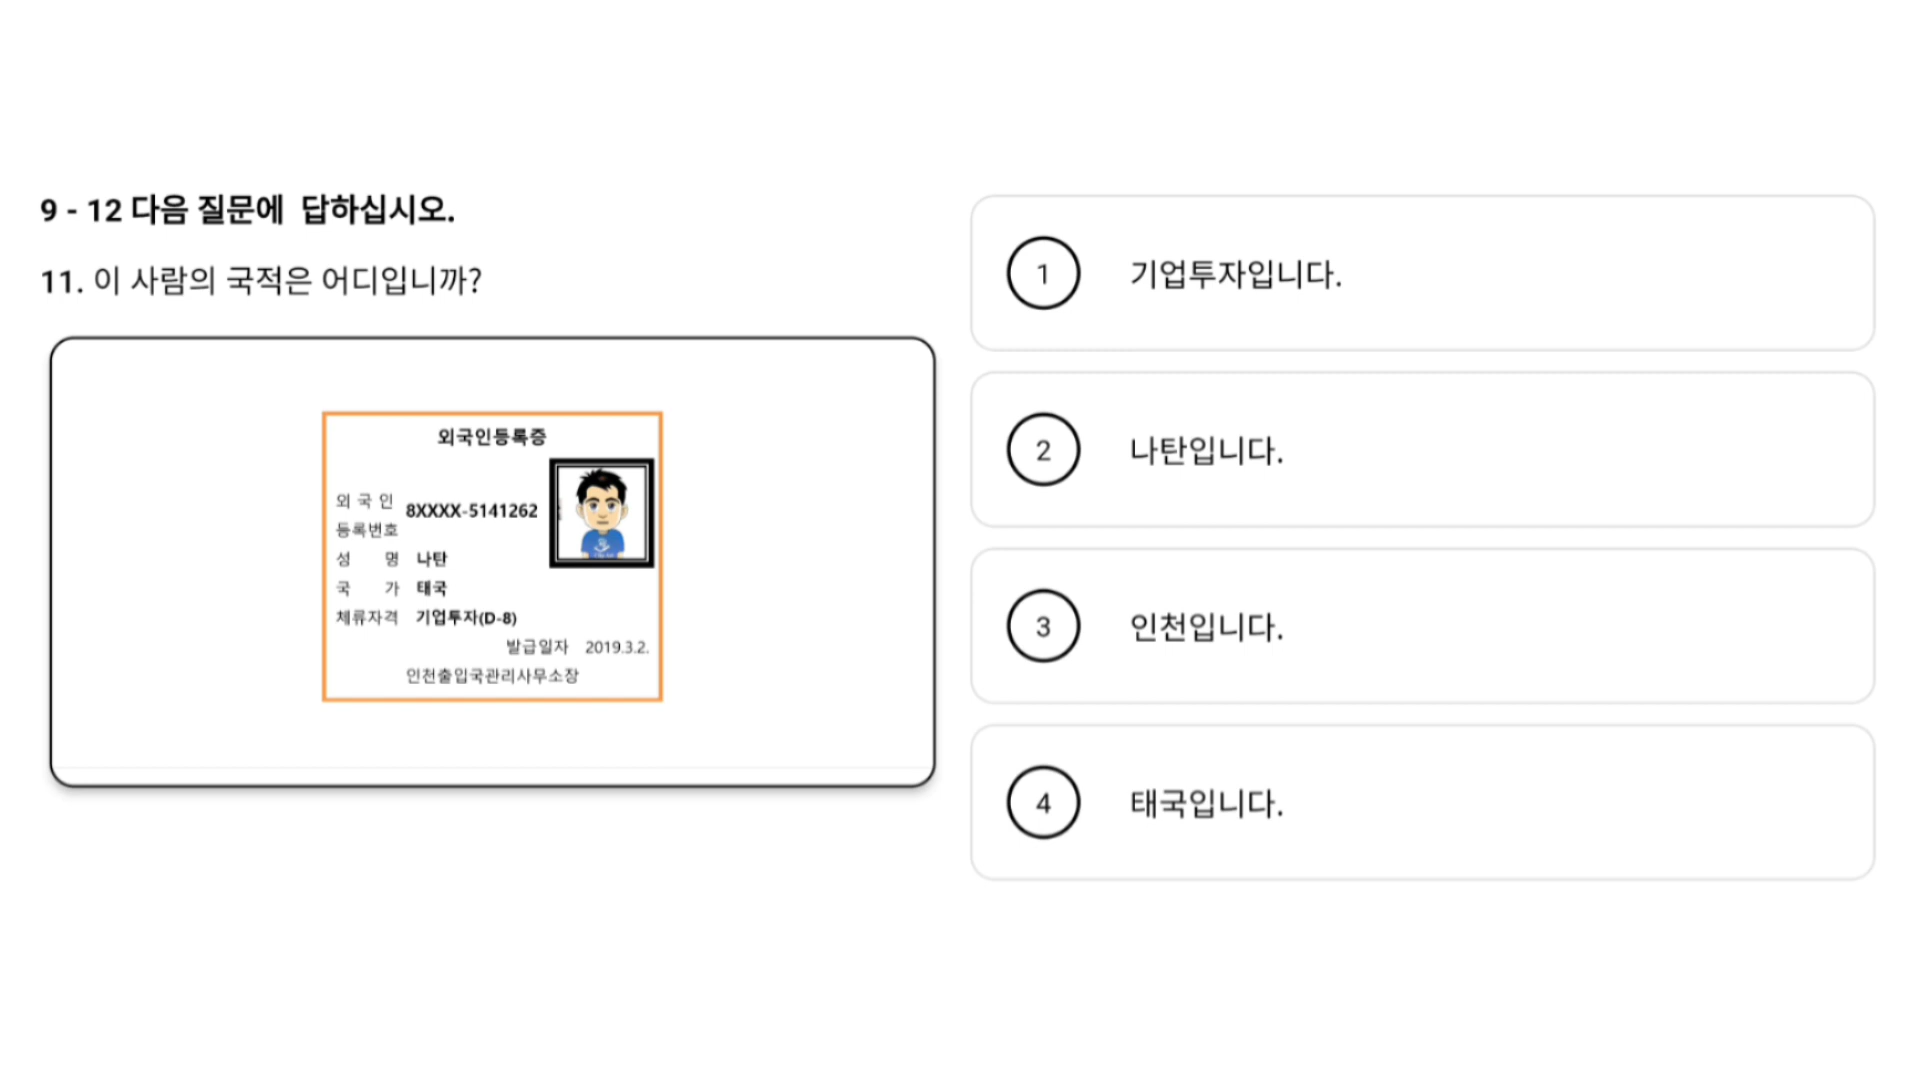 9 - 12 다음 질문에 답하십시오.
11. 이 사람의 국적은 어디입니까?
외국인등록증
외 국 인
등록번호 8XXXX-5141262
성 명 나탄
국 가 태국
체류자격 기업투자(D-8)
발급일자 2019.3.2.
인천출입국관리사무소장
1 기업투자입니다.
2 나탄입니다.
3 인천입니다.
4 태국입니다.